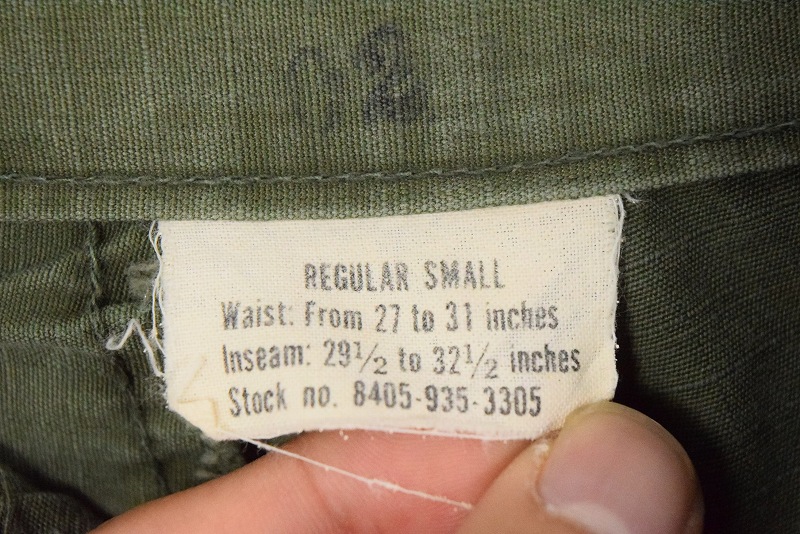 02
REGULAR SMALL
Waist: From 27 to 31 inches
Inseam: 29½ to 32½ inches
Stock no. 8405-935-3305